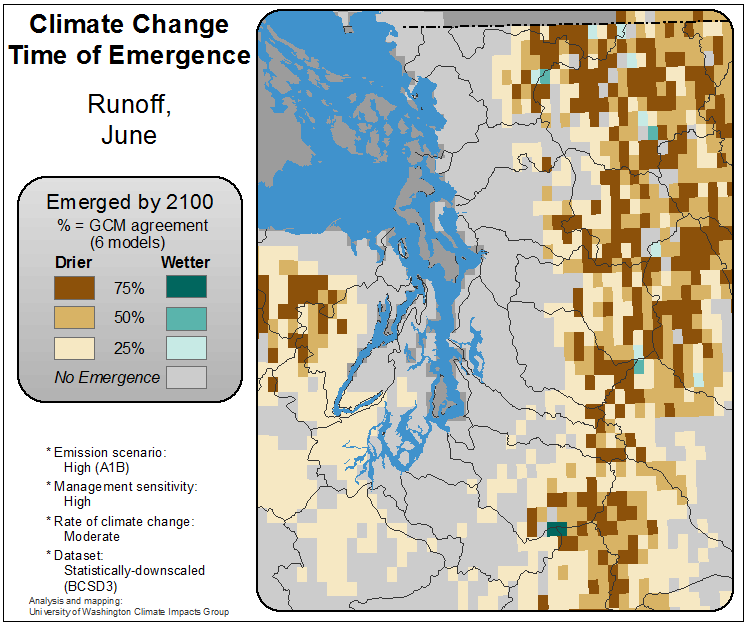 Climate Change
Time of Emergence
Runoff,
June
Emerged by 2100
% = GCM agreement
(6 models)
Drier Wetter
75%
50%
25%
No Emergence
* Emission scenario:
High (A1B)
* Management sensitivity:
High
* Rate of climate change:
Moderate
* Dataset:
Statistically-downscaled
(BCSD3)
Analysis and mapping:
University of Washington Climate Impacts Group